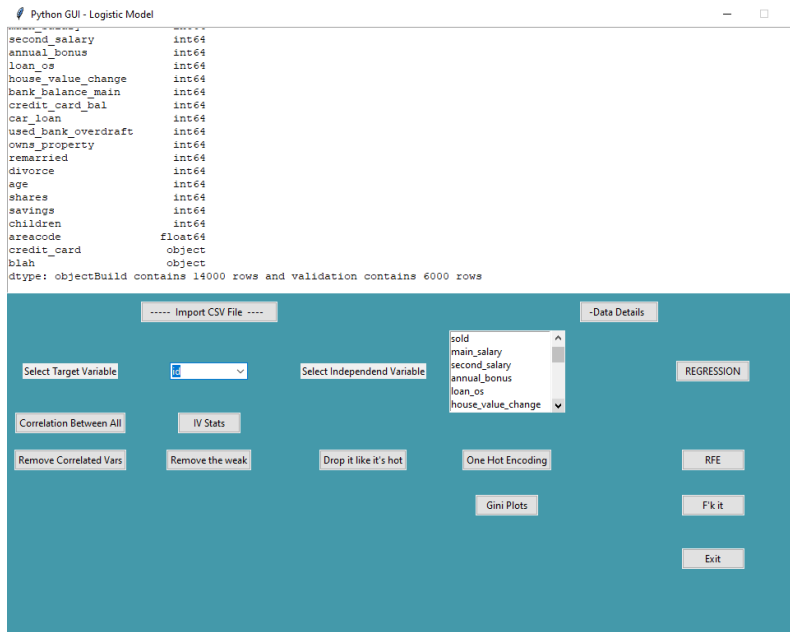 Python GUI - Logistic Model
second_salary int64
annual_bonus int64
loan_os int64
house_value_change int64
bank_balance_main int64
credit_card_bal int64
car_loan int64
used_bank_overdraft int64
owns_property int64
remarried int64
divorce int64
age int64
shares int64
savings int64
children int64
areacode float64
credit_card object
blah object
dtype: objectBuild contains 14000 rows and validation contains 6000 rows
----- Import CSV File ----
-Data Details
sold
main_salary
second_salary
annual_bonus
loan_os
house_value_change
Select Target Variable
id
Select Independend Variable
REGRESSION
Correlation Between All
IV Stats
Remove Correlated Vars
Remove the weak
Drop it like it's hot
One Hot Encoding
RFE
Gini Plots
F'k it
Exit